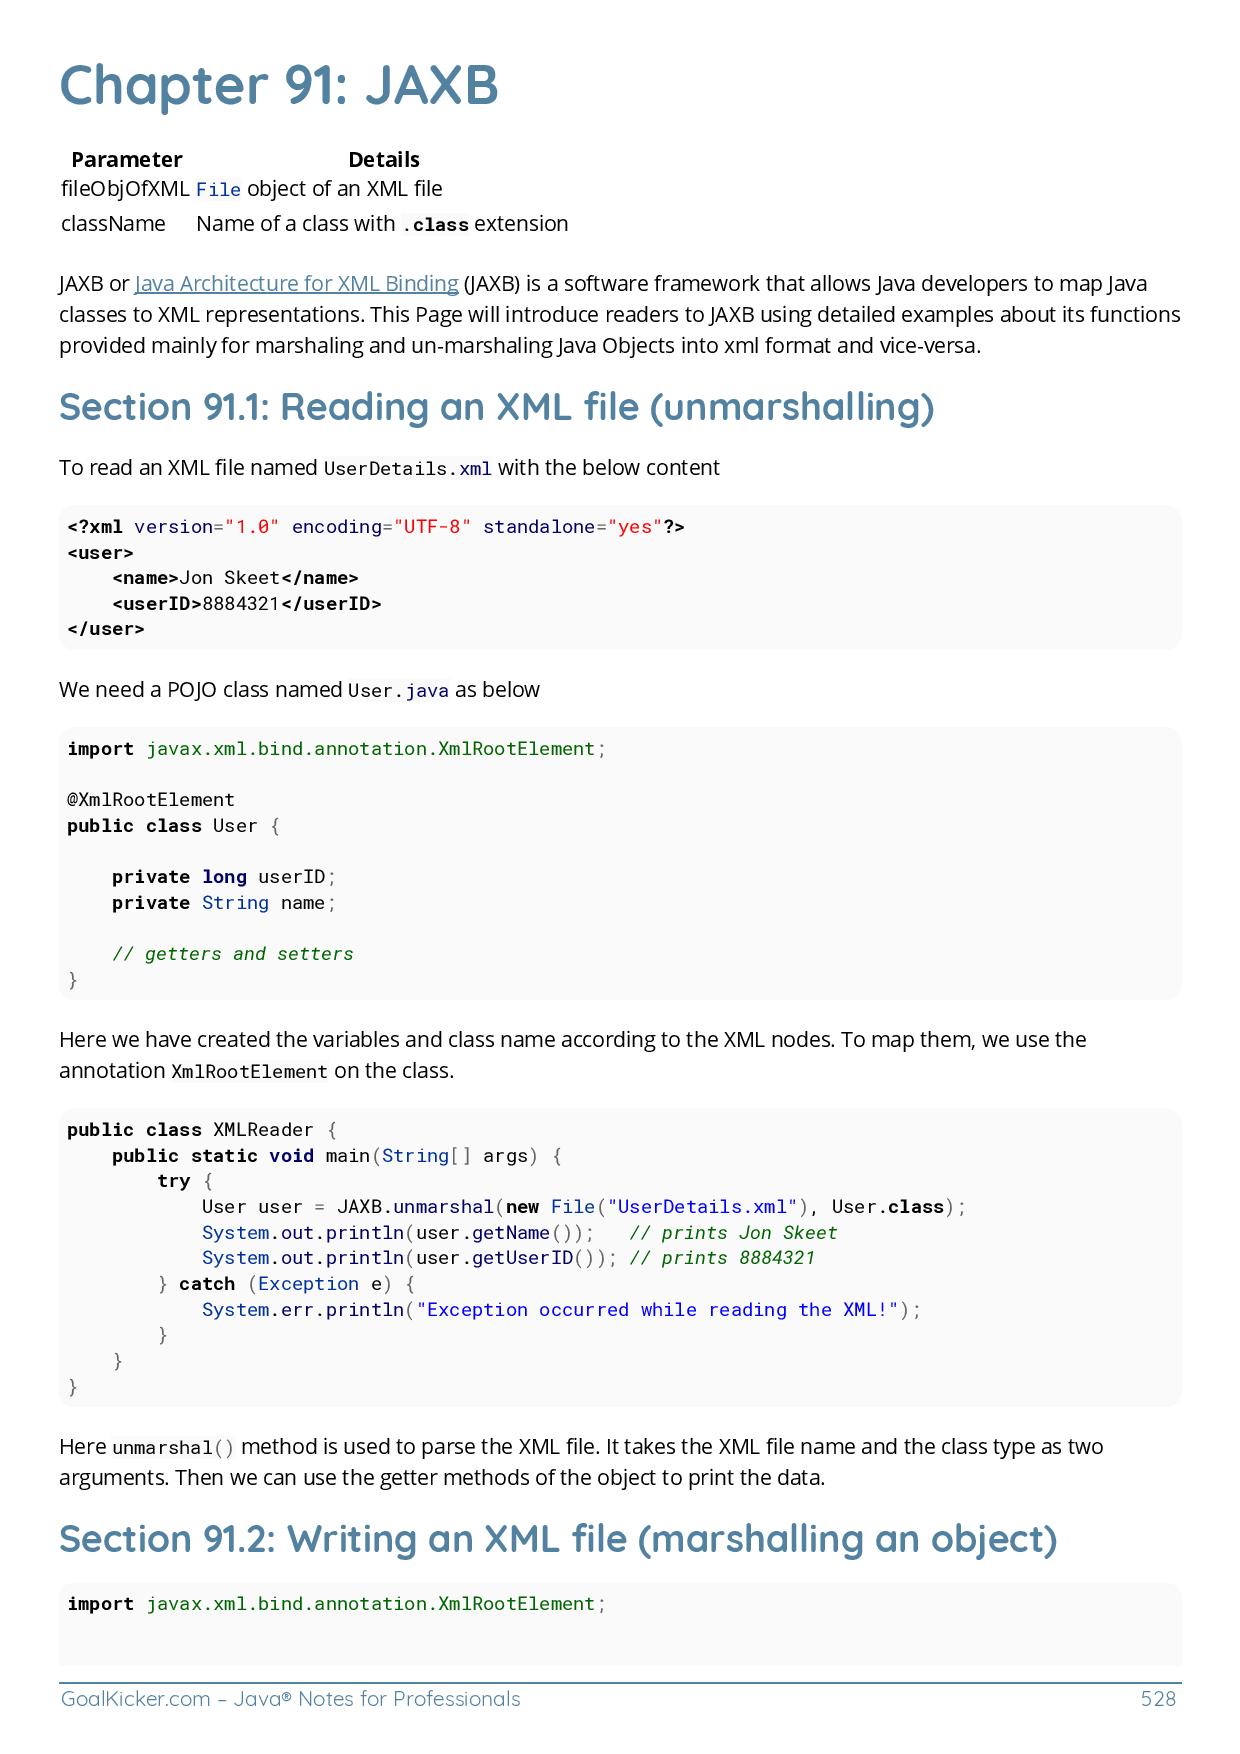 Chapter 91: JAXB
Parameter Details
fileObjOfXML File object of an XML file
className Name of a class with .class extension
JAXB or Java Architecture for XML Binding (JAXB) is a software framework that allows Java developers to map Java
classes to XML representations. This Page will introduce readers to JAXB using detailed examples about its functions
provided mainly for marshaling and un-marshaling Java Objects into xml format and vice-versa.
Section 91.1: Reading an XML file (unmarshalling)
To read an XML file named UserDetails.xml with the below content
<?xml version="1.0" encoding="UTF-8" standalone="yes"?>
<user>
    <name>Jon Skeet</name>
    <userID>8884321</userID>
</user>
We need a POJO class named User.java as below
import javax.xml.bind.annotation.XmlRootElement;
@XmlRootElement
public class User {
    private long userID;
    private String name;
    // getters and setters
}
Here we have created the variables and class name according to the XML nodes. To map them, we use the
annotation XmlRootElement on the class.
public class XMLReader {
    public static void main(String[] args) {
        try {
            User user = JAXB.unmarshal(new File("UserDetails.xml"), User.class);
            System.out.println(user.getName());   // prints Jon Skeet
            System.out.println(user.getUserID()); // prints 8884321
        } catch (Exception e) {
            System.err.println("Exception occurred while reading the XML!");
        }
    }
}
Here unmarshal() method is used to parse the XML file. It takes the XML file name and the class type as two
arguments. Then we can use the getter methods of the object to print the data.
Section 91.2: Writing an XML file (marshalling an object)
import javax.xml.bind.annotation.XmlRootElement;
GoalKicker.com – Java® Notes for Professionals 528